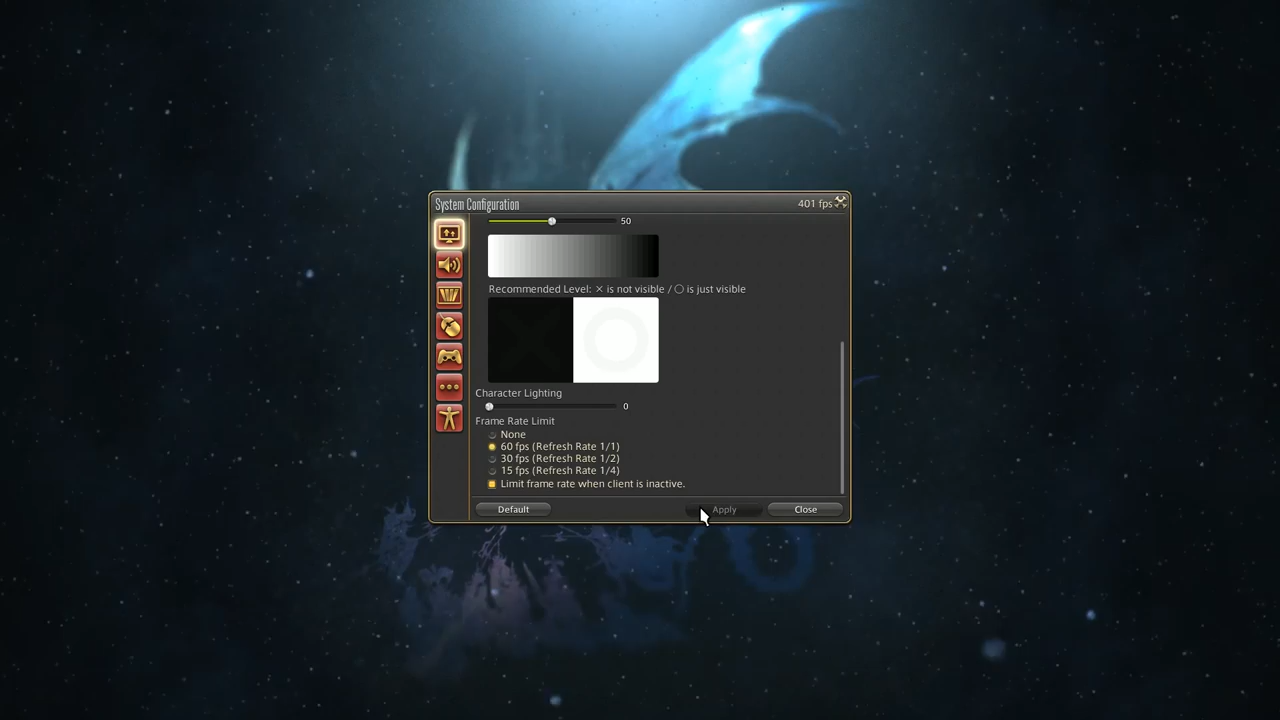 System Configuration
401 fps
50
Recommended Level: × is not visible / ○ is just visible
Character Lighting
0
Frame Rate Limit
None
60 fps (Refresh Rate 1/1)
30 fps (Refresh Rate 1/2)
15 fps (Refresh Rate 1/4)
Limit frame rate when client is inactive.
Default
Apply
Close